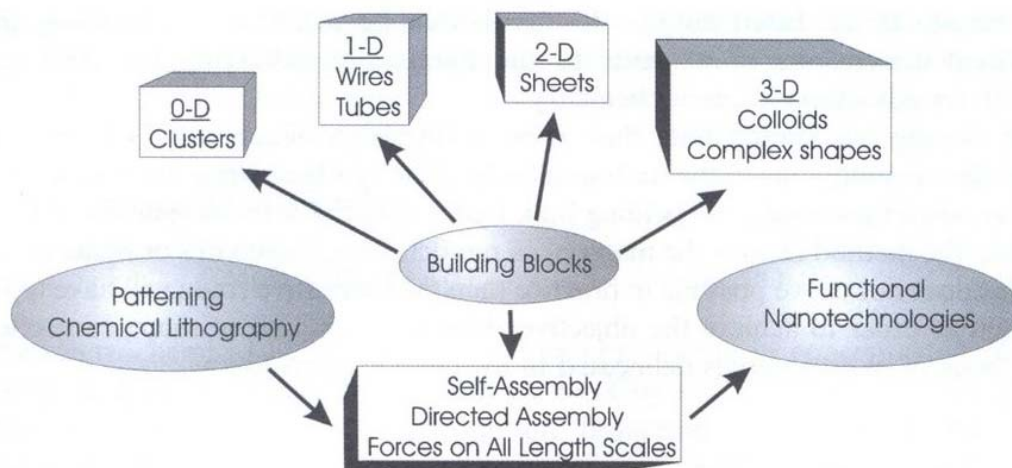 0-D
Clusters
1-D
Wires
Tubes
2-D
Sheets
3-D
Colloids
Complex shapes
Building Blocks
Patterning
Chemical Lithography
Functional
Nanotechnologies
Self-Assembly
Directed Assembly
Forces on All Length Scales